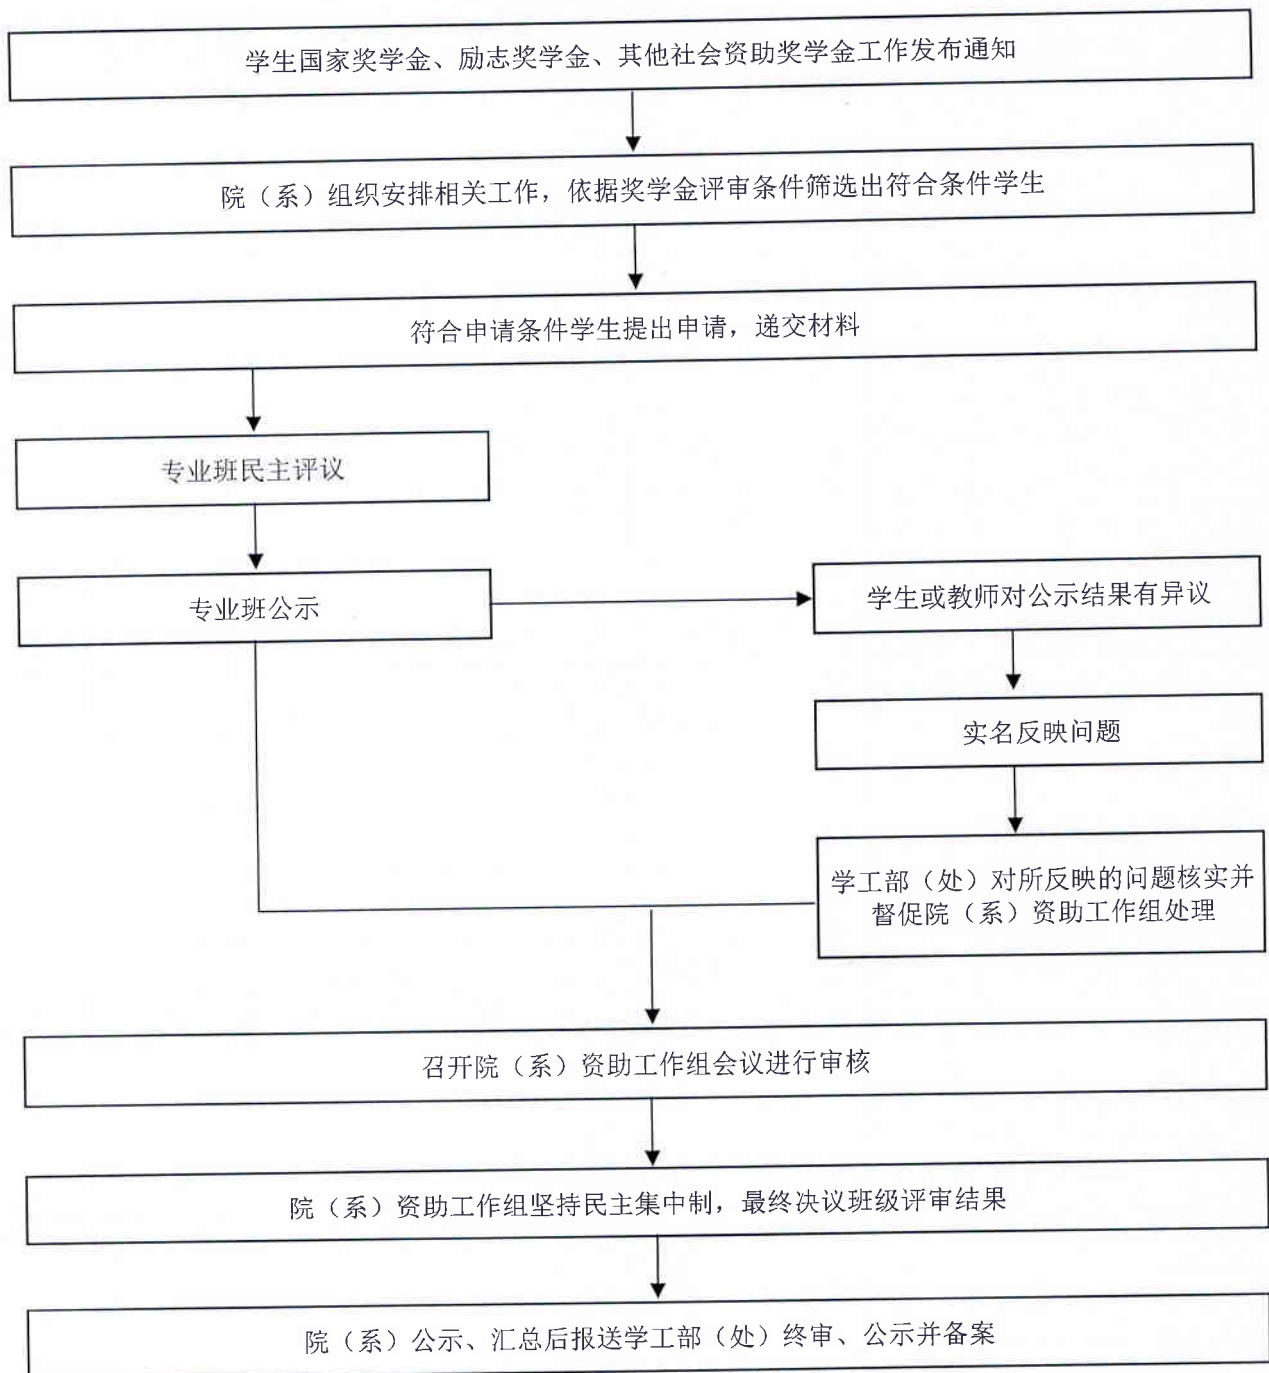 学生国家奖学金、励志奖学金、其他社会资助奖学金工作发布通知
院（系）组织安排相关工作，依据奖学金评审条件筛选出符合条件学生
符合申请条件学生提出申请，递交材料
专业班民主评议
专业班公示
学生或教师对公示结果有异议
实名反映问题
学工部（处）对所反映的问题核实并
督促院（系）资助工作组处理
召开院（系）资助工作组会议进行审核
院（系）资助工作组坚持民主集中制，最终决议班级评审结果
院（系）公示、汇总后报送学工部（处）终审、公示并备案